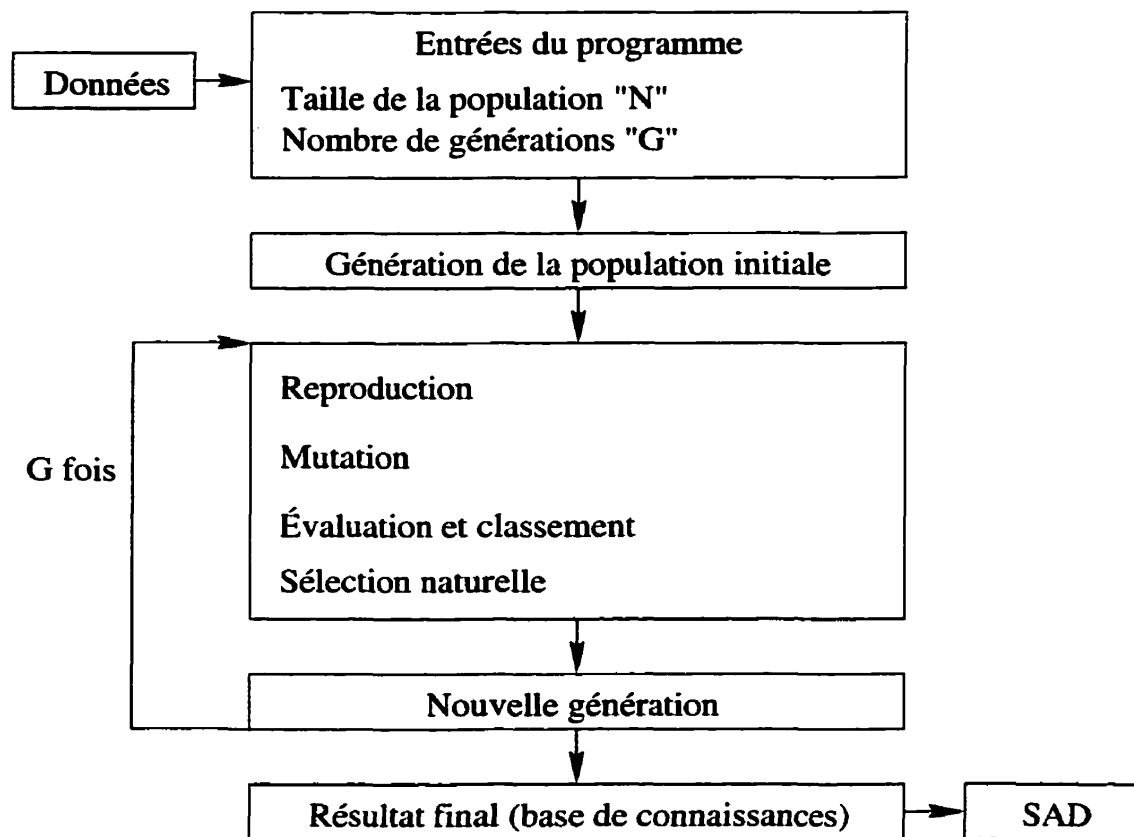 Entrées du programme
Données
Taille de la population "N"
Nombre de générations "G"
Génération de la population initiale
Reproduction
G fois
Mutation
Évaluation et classement
Sélection naturelle
Nouvelle génération
Résultat final (base de connaissances)
SAD